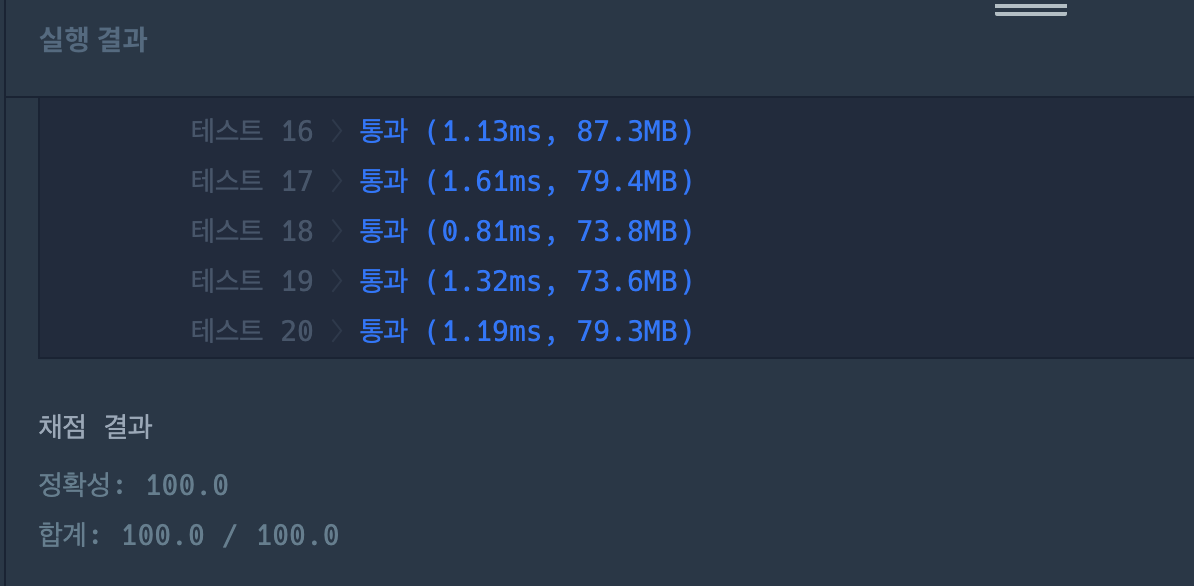 실행 결과
테스트 16 > 통과 (1.13ms, 87.3MB)
테스트 17 > 통과 (1.61ms, 79.4MB)
테스트 18 > 통과 (0.81ms, 73.8MB)
테스트 19 > 통과 (1.32ms, 73.6MB)
테스트 20 > 통과 (1.19ms, 79.3MB)
채점 결과
정확성: 100.0
합계: 100.0 / 100.0